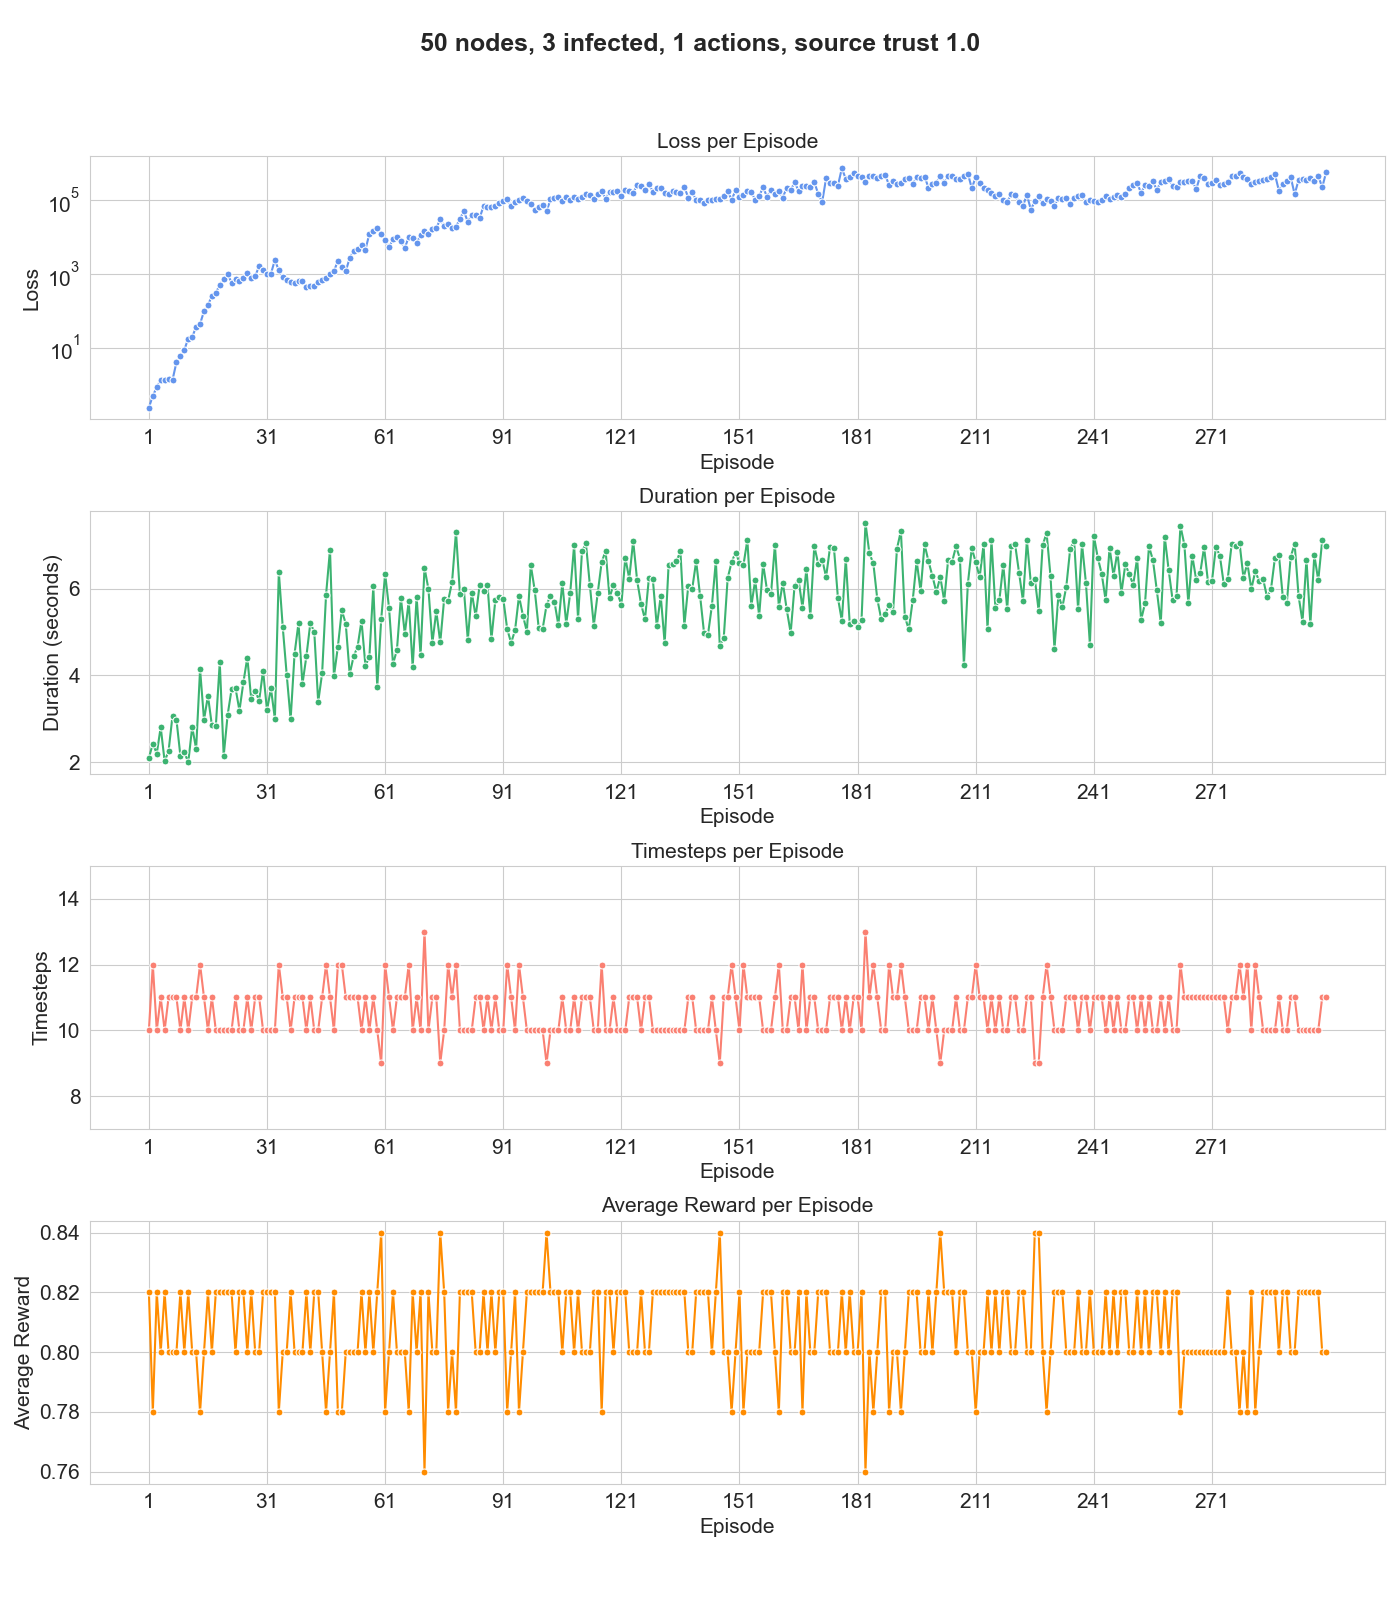 50 nodes, 3 infected, 1 actions, source trust 1.0
Loss per Episode
Loss
10^5
10^3
10^1
1 31 61 91 121 151 181 211 241 271
Episode
Duration per Episode
Duration (seconds)
6
4
2
1 31 61 91 121 151 181 211 241 271
Episode
Timesteps per Episode
Timesteps
14
12
10
8
1 31 61 91 121 151 181 211 241 271
Episode
Average Reward per Episode
Average Reward
0.84
0.82
0.80
0.78
0.76
1 31 61 91 121 151 181 211 241 271
Episode